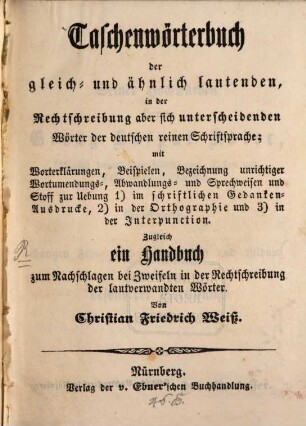 Taschenwörterbuch
der
gleich- und ähnlich lautenden,
in der
Rechtschreibung aber sich unterscheidenden
Wörter der deutschen reinen Schriftsprache;
mit
Worterklärungen, Beispielen, Bezeichnung unrichtiger
Wortumendungs-, Abwandlungs- und Sprechweisen und
Stoff zur Uebung 1) im schriftlichen Gedanken-
Ausdrucke, 2) in der Orthographie und 3) in
der Interpunction.
Zugleich
ein Handbuch
zum Nachschlagen bei Zweifeln in der Rechtschreibung
der lautverwandten Wörter.
Von
Christian Friedrich Weiß.
Nürnberg.
Verlag der v. Ebner'schen Buchhandlung.